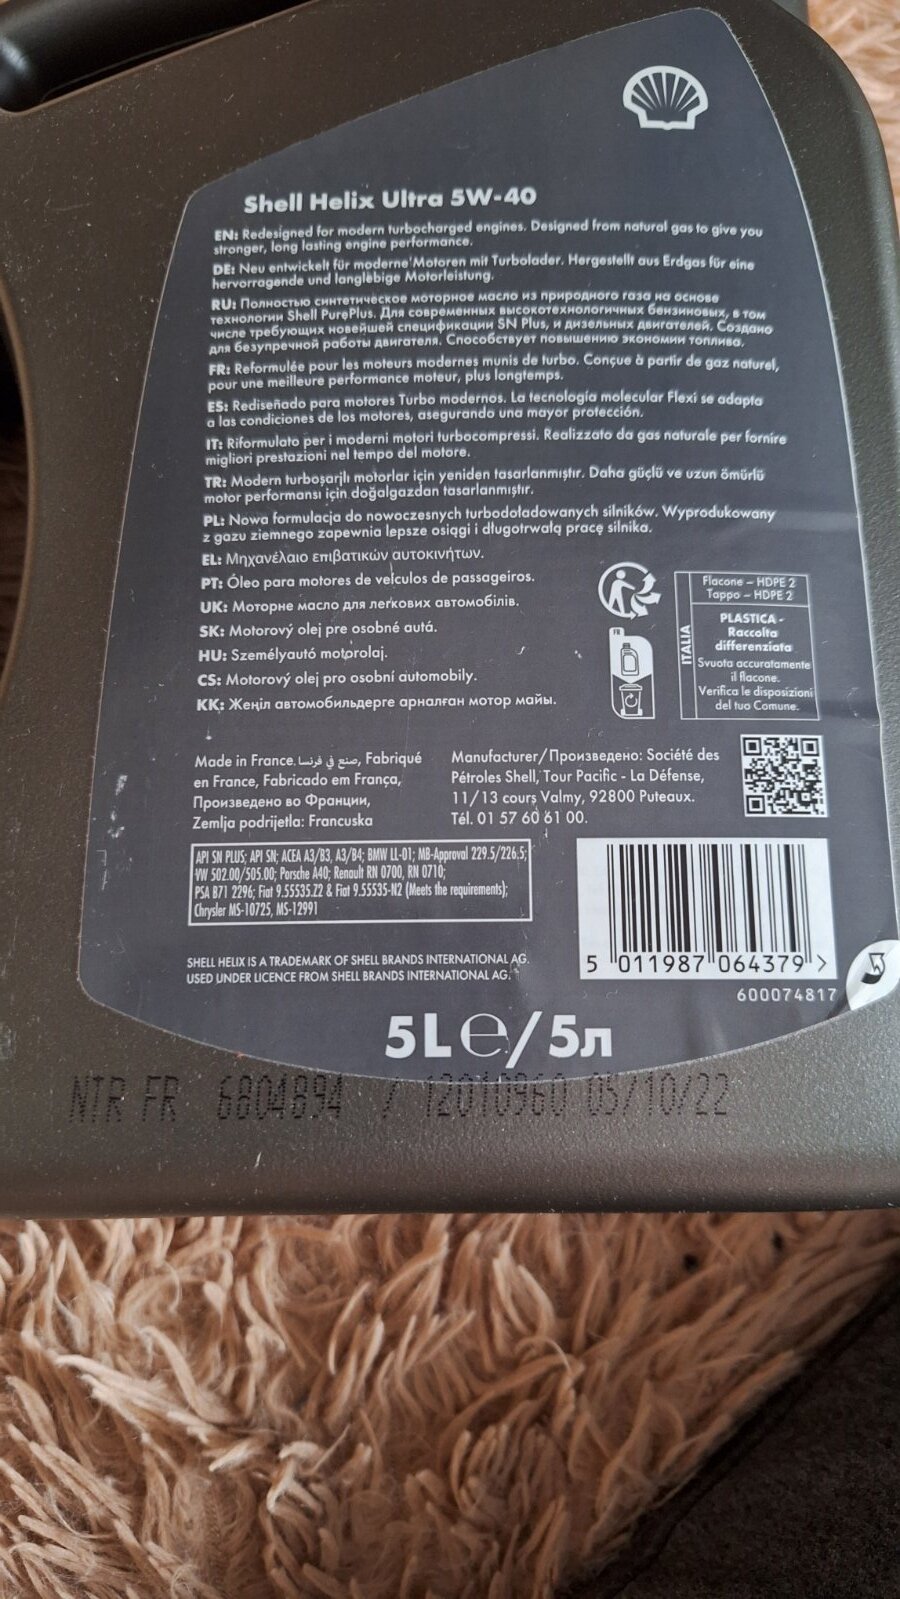 Shell Helix Ultra 5W-40
EN: Redesigned for modern turbocharged engines. Designed from natural gas to give you
stronger, long lasting engine performance.
DE: Neu entwickelt für moderne Motoren mit Turbolader. Hergestellt aus Erdgas für eine
hervorragende und langlebige Motorleistung.
RU: Полностью синтетическое моторное масло из природного газа на основе
технологии Shell PurePlus. Для современных высокотехнологичных бензиновых, в том
числе требующих новейшей спецификации SN Plus, и дизельных двигателей. Создано
для безупречной работы двигателя. Способствует повышению экономии топлива.
FR: Reformulée pour les moteurs modernes munis de turbo. Conçue à partir de gaz naturel,
pour une meilleure performance moteur, plus longtemps.
ES: Rediseñado para motores Turbo modernos. La tecnología molecular Flexi se adapta
a las condiciones de los motores, asegurando una mayor protección.
IT: Riformulato per i moderni motori turbocompressi. Realizzato da gas naturale per fornire
migliori prestazioni nel tempo del motore.
TR: Modern turboşarjlı motorlar için yeniden tasarlanmıştır. Daha güçlü ve uzun ömürlü
motor performansı için doğalgazdan tasarlanmıştır.
PL: Nowa formulacja do nowoczesnych turbodoładowanych silników. Wyprodukowany
z gazu ziemnego zapewnia lepsze osiągi i długotrwałą pracę silnika.
EL: Μηχανέλαιο επιβατικών αυτοκινήτων.
PT: Óleo para motores de veículos de passageiros.
UK: Моторне масло для легкових автомобілів.
SK: Motorový olej pre osobné autá.
HU: Személyautó motorolaj.
CS: Motorový olej pro osobní automobily.
KK: Жеңіл автомобильдерге арналған мотор майы.
FR
ITALIA
Flacone – HDPE 2
Tappo – HDPE 2
PLASTICA -
Raccolta
differenziata
Svuota accuratamente
il flacone.
Verifica le disposizioni
del tuo Comune.
Made in France, صنع في فرنسا, Fabriqué
en France, Fabricado em França,
Произведено во Франции,
Zemlja podrijetla: Francuska
Manufacturer/Произведено: Société des
Pétroles Shell, Tour Pacific - La Défense,
11/13 cours Valmy, 92800 Puteaux.
Tél. 01 57 60 61 00.
API SN PLUS; API SN; ACEA A3/B3, A3/B4; BMW LL-01; MB-Approval 229.5/226.5;
VW 502.00/505.00; Porsche A40; Renault RN 0700, RN 0710;
PSA B71 2296; Fiat 9.55535.Z2 & Fiat 9.55535-N2 (Meets the requirements);
Chrysler MS-10725, MS-12991
SHELL HELIX IS A TRADEMARK OF SHELL BRANDS INTERNATIONAL AG.
USED UNDER LICENCE FROM SHELL BRANDS INTERNATIONAL AG.
5 011987 064379 >
600074817
5L e / 5л
NTR FR 6804894 / 12010960 05/10/22